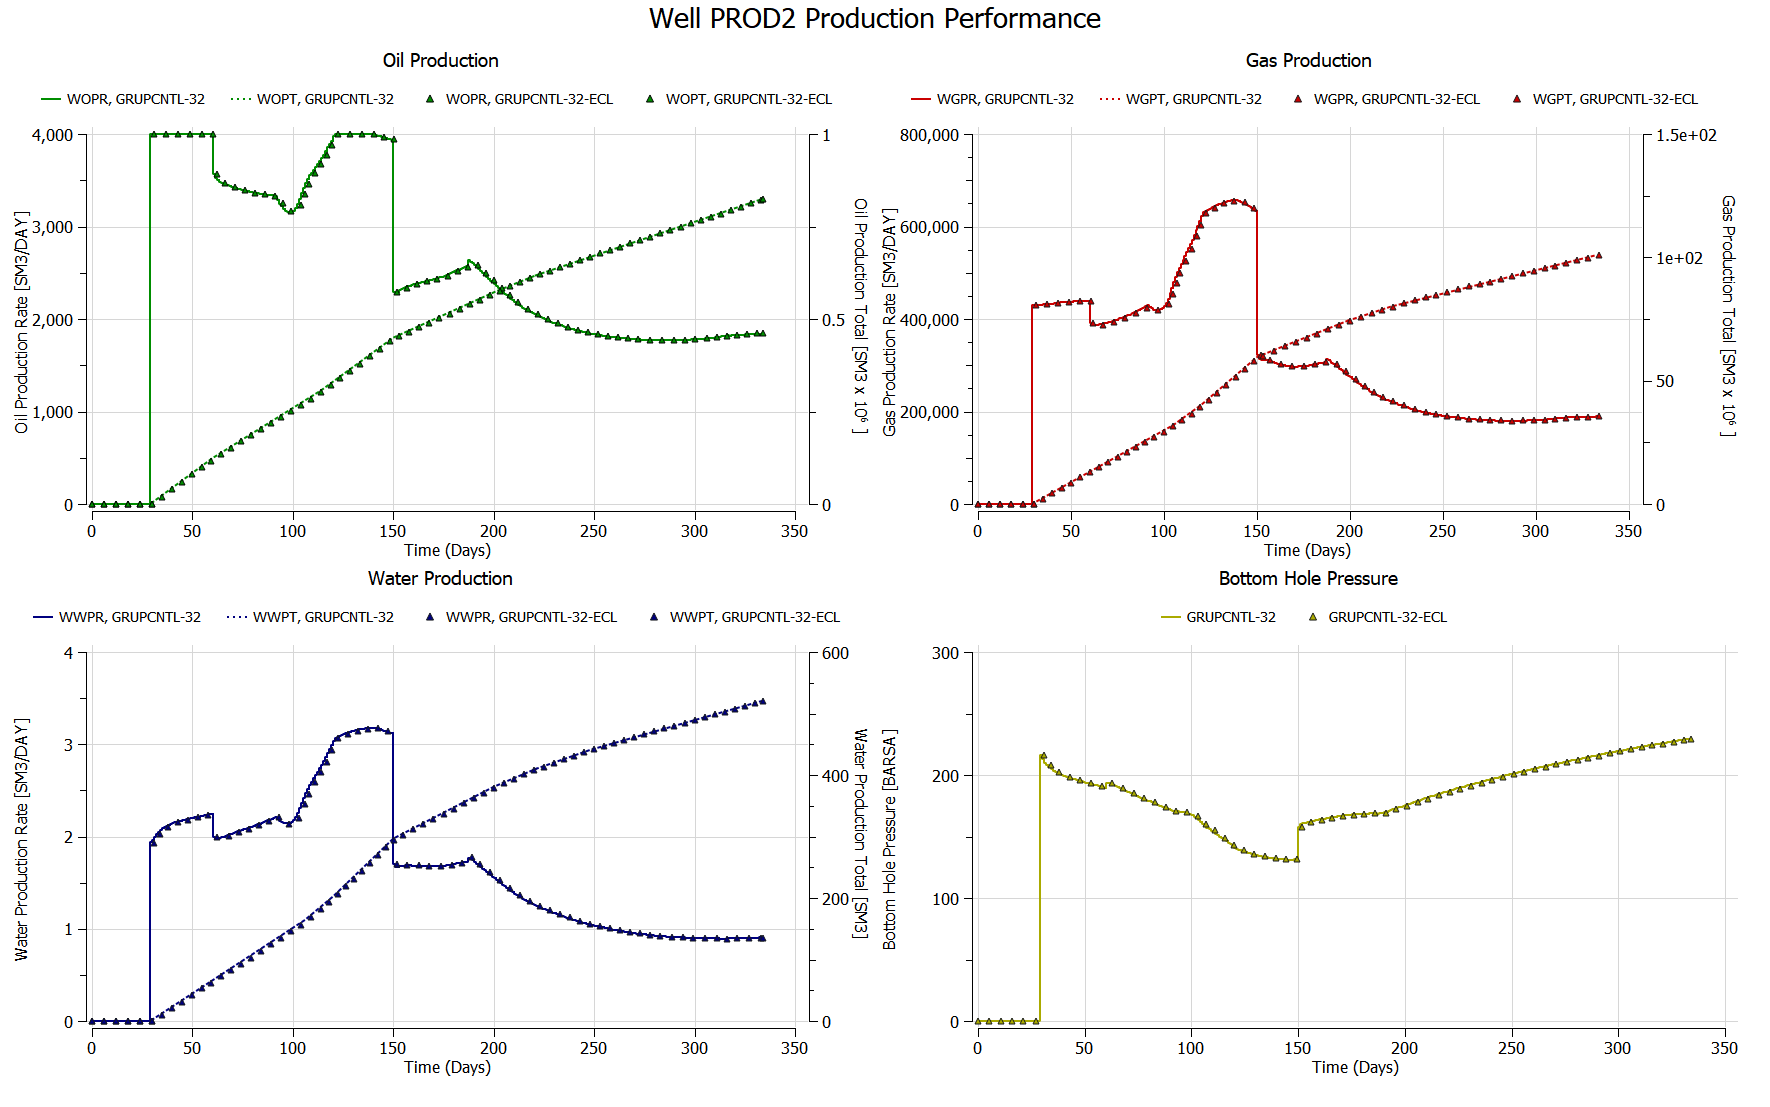 Well PROD2 Production Performance
Oil Production
WOPR, GRUPCNTL-32 WOPT, GRUPCNTL-32 WOPR, GRUPCNTL-32-ECL WOPT, GRUPCNTL-32-ECL
4,000
3,000
2,000
1,000
0
Oil Production Rate [SM3/DAY]
1
0.5
0
Oil Production Total [SM3 x 10⁶ ]
0 50 100 150 200 250 300 350
Time (Days)
Gas Production
WGPR, GRUPCNTL-32 WGPT, GRUPCNTL-32 WGPR, GRUPCNTL-32-ECL WGPT, GRUPCNTL-32-ECL
800,000
600,000
400,000
200,000
0
Gas Production Rate [SM3/DAY]
1.5e+02
1e+02
50
0
Gas Production Total [SM3 x 10⁶ ]
0 50 100 150 200 250 300 350
Time (Days)
Water Production
WWPR, GRUPCNTL-32 WWPT, GRUPCNTL-32 WWPR, GRUPCNTL-32-ECL WWPT, GRUPCNTL-32-ECL
4
3
2
1
0
Water Production Rate [SM3/DAY]
600
400
200
0
Water Production Total [SM3]
0 50 100 150 200 250 300 350
Time (Days)
Bottom Hole Pressure
GRUPCNTL-32 GRUPCNTL-32-ECL
300
200
100
0
Bottom Hole Pressure [BARSA]
0 50 100 150 200 250 300 350
Time (Days)